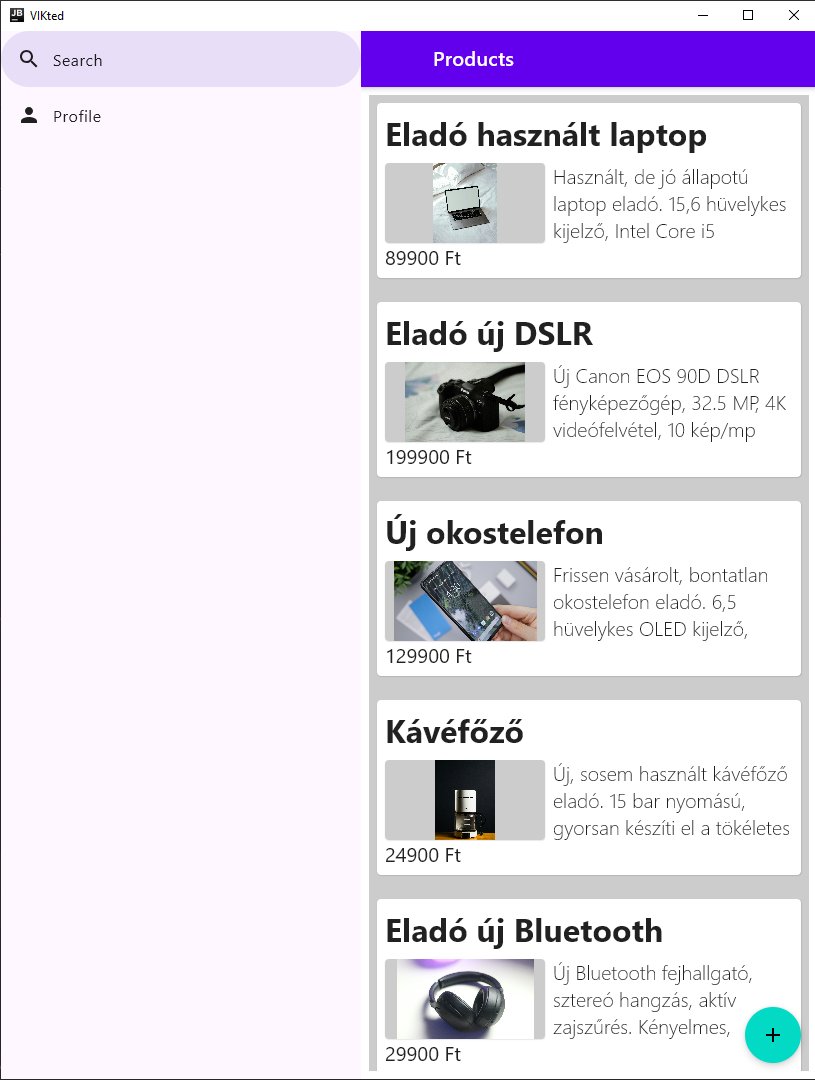 VIKted
Search
Profile
Products
Eladó használt laptop
Használt, de jó állapotú
laptop eladó. 15,6 hüvelykes
kijelző, Intel Core i5
89900 Ft
Eladó új DSLR
Új Canon EOS 90D DSLR
fényképezőgép, 32.5 MP, 4K
videófelvétel, 10 kép/mp
199900 Ft
Új okostelefon
Frissen vásárolt, bontatlan
okostelefon eladó. 6,5
hüvelykes OLED kijelző,
129900 Ft
Kávéfőző
Új, sosem használt kávéfőző
eladó. 15 bar nyomású,
gyorsan készíti el a tökéletes
24900 Ft
Eladó új Bluetooth
Új Bluetooth fejhallgató,
sztereó hangzás, aktív
zajszűrés. Kényelmes,
29900 Ft